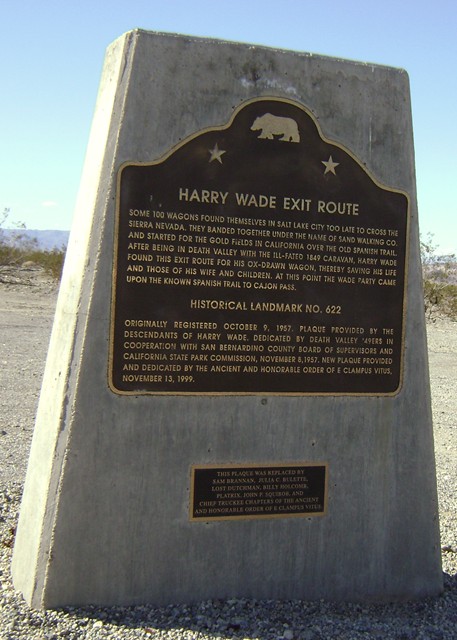 HARRY WADE EXIT ROUTE
SOME 100 WAGONS FOUND THEMSELVES IN SALT LAKE CITY TOO LATE TO CROSS THE
SIERRA NEVADA. THEY BANDED TOGETHER UNDER THE NAME OF SAND WALKING CO.
AND STARTED FOR THE GOLD FIELDS IN CALIFORNIA OVER THE OLD SPANISH TRAIL.
AFTER BEING IN DEATH VALLEY WITH THE ILL-FATED 1849 CARAVAN, HARRY WADE
FOUND THIS EXIT ROUTE FOR HIS OX-DRAWN WAGON, THEREBY SAVING HIS LIFE
AND THOSE OF HIS WIFE AND CHILDREN. AT THIS POINT THE WADE PARTY CAME
UPON THE KNOWN SPANISH TRAIL TO CAJON PASS.
HISTORICAL LANDMARK NO. 622
ORIGINALLY REGISTERED OCTOBER 9, 1957. PLAQUE PROVIDED BY THE
DESCENDANTS OF HARRY WADE. DEDICATED BY DEATH VALLEY '49ERS IN
COOPERATION WITH SAN BERNARDINO COUNTY BOARD OF SUPERVISORS AND
CALIFORNIA STATE PARK COMMISSION, NOVEMBER 8,1957. NEW PLAQUE PROVIDED
AND DEDICATED BY THE ANCIENT AND HONORABLE ORDER OF E CLAMPUS VITUS,
NOVEMBER 13, 1999.
THIS PLAQUE WAS REPLACED BY
SAM BRANNAN, JULIA C. BULETTE,
LOST DUTCHMAN, BILLY HOLCOMB,
PLATRIX, JOHN P. SQUIBOB, AND
CHIEF TRUCKEE CHAPTERS OF THE ANCIENT
AND HONORABLE ORDER OF E CLAMPUS VITUS